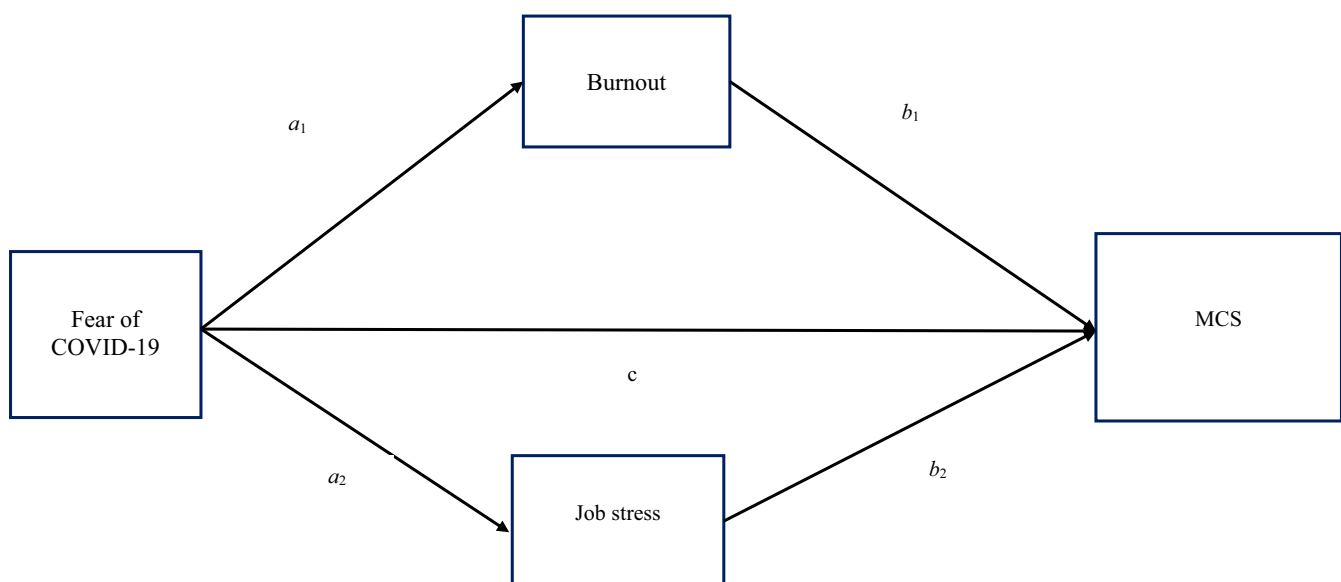 Burnout
a1
b1
Fear of
COVID-19
MCS
c
a2
b2
Job stress